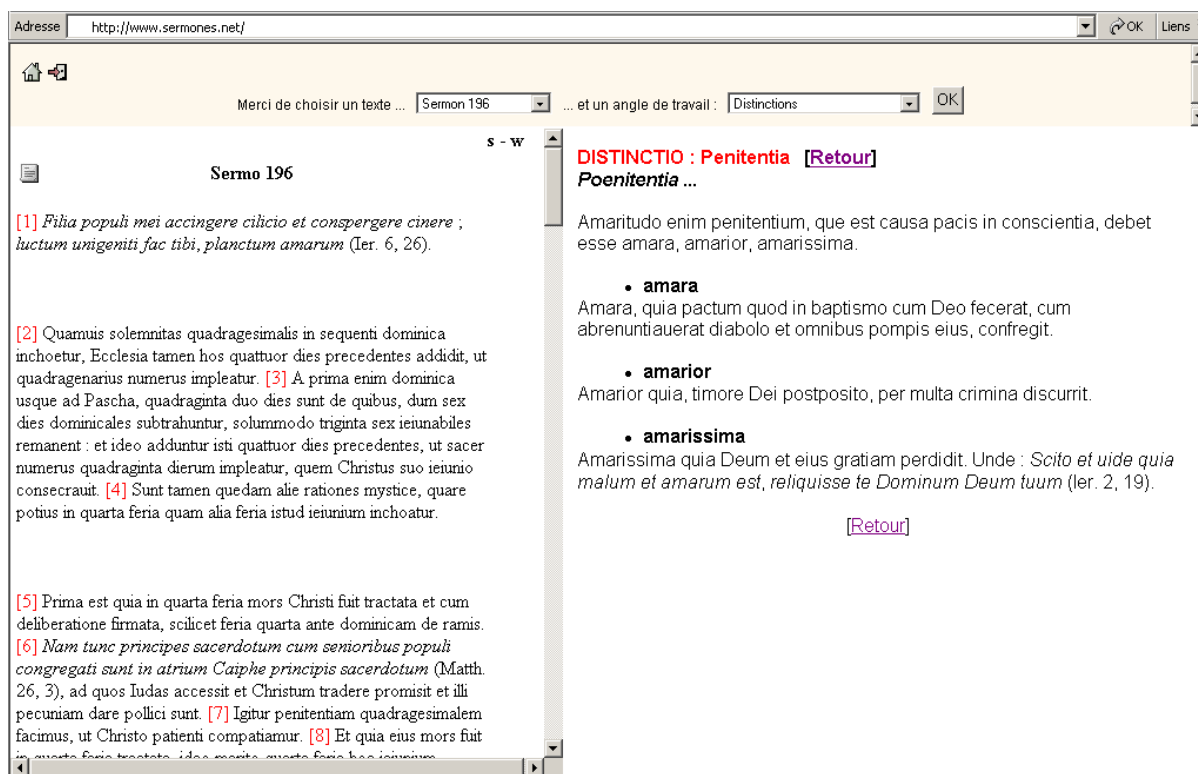 Adresse http://www.sermones.net/ OK Liens
Merci de choisir un texte ... Sermon 196 ... et un angle de travail : Distinctions OK
s - w
Sermo 196
[1] Filia populi mei accingere cilicio et conspergere cinere ;
luctum unigeniti fac tibi, planctum amarum (Ier. 6, 26).
[2] Quamuis solemnitas quadragesimalis in sequenti dominica
inchoetur, Ecclesia tamen hos quattuor dies precedentes addidit, ut
quadragenarius numerus impleatur. [3] A prima enim dominica
usque ad Pascha, quadraginta duo dies sunt de quibus, dum sex
dies dominicales subtrahuntur, solummodo triginta sex ieiunabiles
remanent : et ideo adduntur isti quattuor dies precedentes, ut sacer
numerus quadraginta dierum impleatur, quem Christus suo ieiunio
consecrauit. [4] Sunt tamen quedam alie rationes mystice, quare
potius in quarta feria quam alia feria istud ieiunium inchoatur.
[5] Prima est quia in quarta feria mors Christi fuit tractata et cum
deliberatione firmata, scilicet feria quarta ante dominicam de ramis.
[6] Nam tunc principes sacerdotum cum senioribus populi
congregati sunt in atrium Caiphe principis sacerdotum (Matth.
26, 3), ad quos Iudas accessit et Christum tradere promisit et illi
pecuniam dare pollici sunt. [7] Igitur penitentiam quadragesimalem
facimus, ut Christo patienti compatiamur. [8] Et quia eius mors fuit
in quarta feria tractata, ideo merito quarta feria hoc ieiunium
DISTINCTIO : Penitentia [Retour]
Poenitentia ...
Amaritudo enim penitentium, que est causa pacis in conscientia, debet
esse amara, amarior, amarissima.
• amara
Amara, quia pactum quod in baptismo cum Deo fecerat, cum
abrenuntiauerat diabolo et omnibus pompis eius, confregit.
• amarior
Amarior quia, timore Dei postposito, per multa crimina discurrit.
• amarissima
Amarissima quia Deum et eius gratiam perdidit. Unde : Scito et uide quia
malum et amarum est, reliquisse te Dominum Deum tuum (Ier. 2, 19).
[Retour]